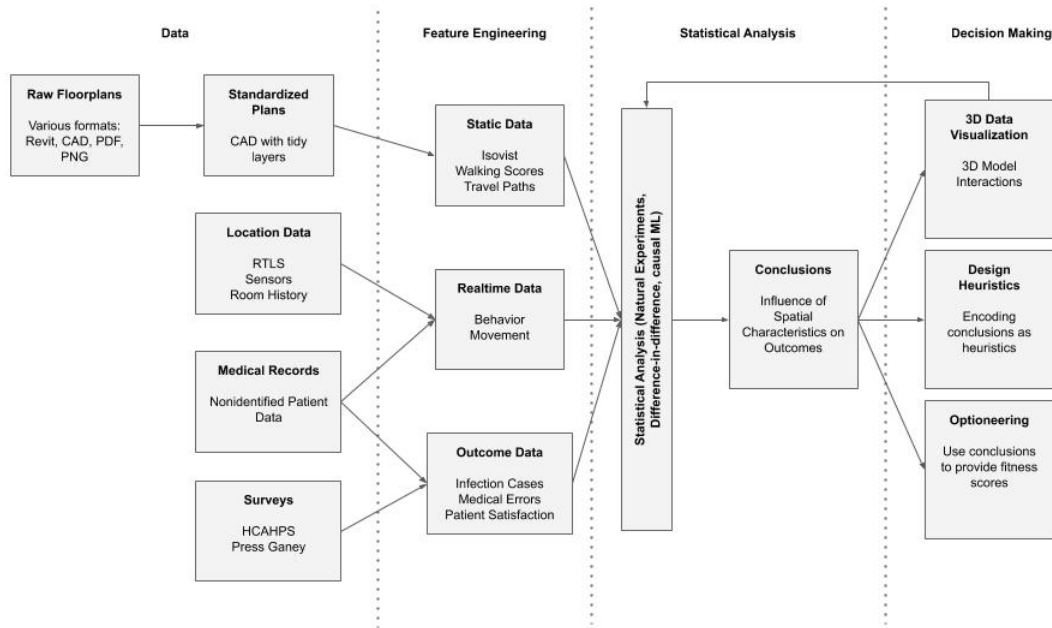 Data
Feature Engineering
Statistical Analysis
Decision Making
Raw Floorplans
Various formats:
Revit, CAD, PDF,
PNG
Standardized
Plans
CAD with tidy
layers
Location Data
RTLS
Sensors
Room History
Medical Records
Nonidentified Patient
Data
Surveys
HCAHPS
Press Ganey
Static Data
Isovist
Walking Scores
Travel Paths
Realtime Data
Behavior
Movement
Outcome Data
Infection Cases
Medical Errors
Patient Satisfaction
Statistical Analysis (Natural Experiments,
Difference-in-difference, causal ML)
Conclusions
Influence of
Spatial
Characteristics on
Outcomes
3D Data
Visualization
3D Model
Interactions
Design
Heuristics
Encoding
conclusions as
heuristics
Optioneering
Use conclusions
to provide fitness
scores